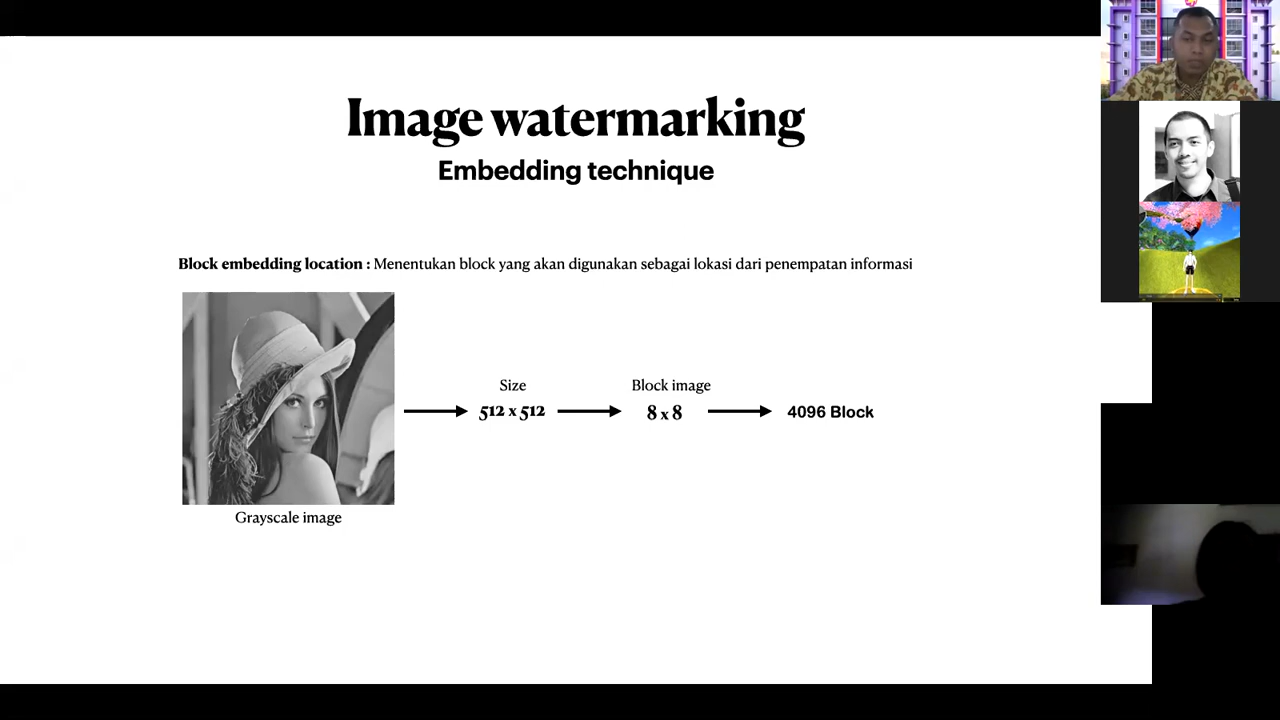 Image watermarking
Embedding technique
Block embedding location : Menentukan block yang akan digunakan sebagai lokasi dari penempatan informasi
Size
Block image
512 x 512
8 x 8
4096 Block
Grayscale image